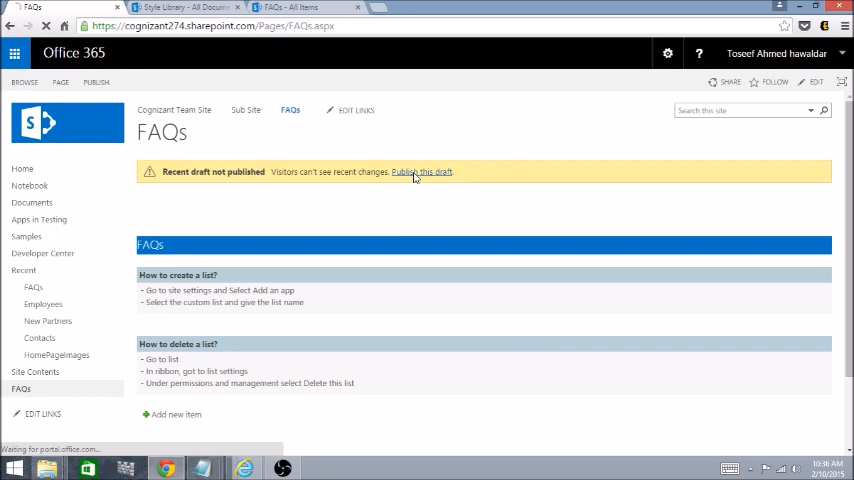 FAQs
Style Library - All Docume
FAQs - All Items
https://cognizant274.sharepoint.com/Pages/FAQs.aspx
Office 365
?
Toseef Ahmed hawaldar
BROWSE
PAGE
PUBLISH
SHARE
FOLLOW
EDIT
S
Cognizant Team Site
Sub Site
FAQs
EDIT LINKS
Search this site
FAQs
Recent draft not published Visitors can't see recent changes. Publish this draft.
Home
Notebook
Documents
Apps in Testing
Samples
Developer Center
Recent
FAQs
Employees
New Partners
Contacts
HomePageImages
Site Contents
FAQs
EDIT LINKS
FAQs
How to create a list?
- Go to site settings and Select Add an app
- Select the custom list and give the list name
How to delete a list?
- Go to list
- In ribbon, got to list settings
- Under permissions and management select Delete this list
Add new item
Waiting for portal.office.com...
10:36 AM
2/10/2015